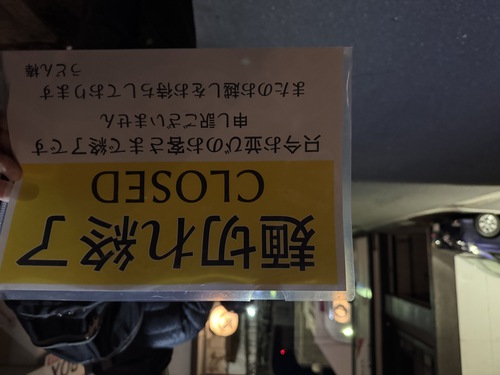 麺切れ終了
CLOSED
只今お並びのお客さまで終了です
申し訳ございません
またのお越しをお待ちしております
うどん棒